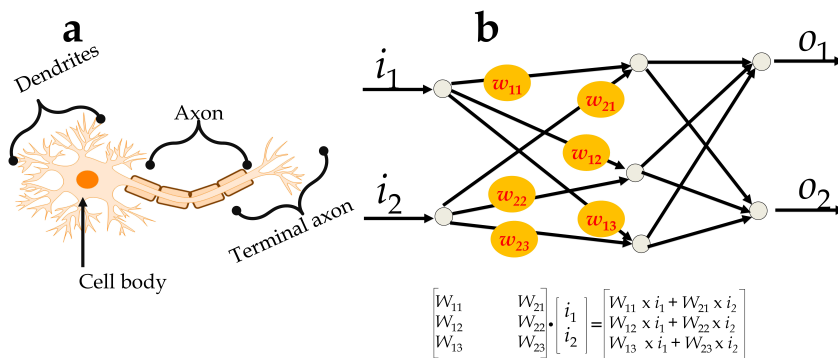 a
Dendrites
Axon
Terminal axon
Cell body
b
i1
i2
w11
w21
w12
w22
w13
w23
o1
o2
[W11 W21] [i1] = [W11 x i1 + W21 x i2]
[W12 W22] • [i2] [W12 x i1 + W22 x i2]
[W13 W23] [W13 x i1 + W23 x i2]